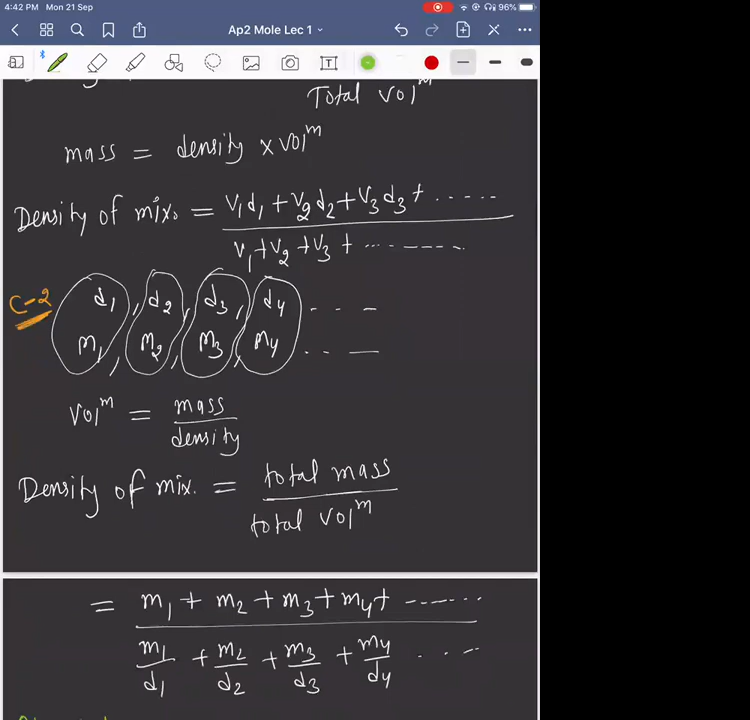 4:42 PM Mon 21 Sep 96%
Ap2 Mole Lec 1
Total vol^m
mass = density x vol^m
Density of mix. = v₁d₁ + v₂d₂ + v₃d₃ + ...... / v₁ + v₂ + v₃ + ...........
C-2 d₁, d₂, d₃, d₄ - - -
m₁, m₂, m₃, m₄ - - —
vol^m = mass / density
Density of mix. = total mass / total vol^m
= m₁ + m₂ + m₃ + m₄ + ........ / m₁/d₁ + m₂/d₂ + m₃/d₃ + m₄/d₄ . . . .